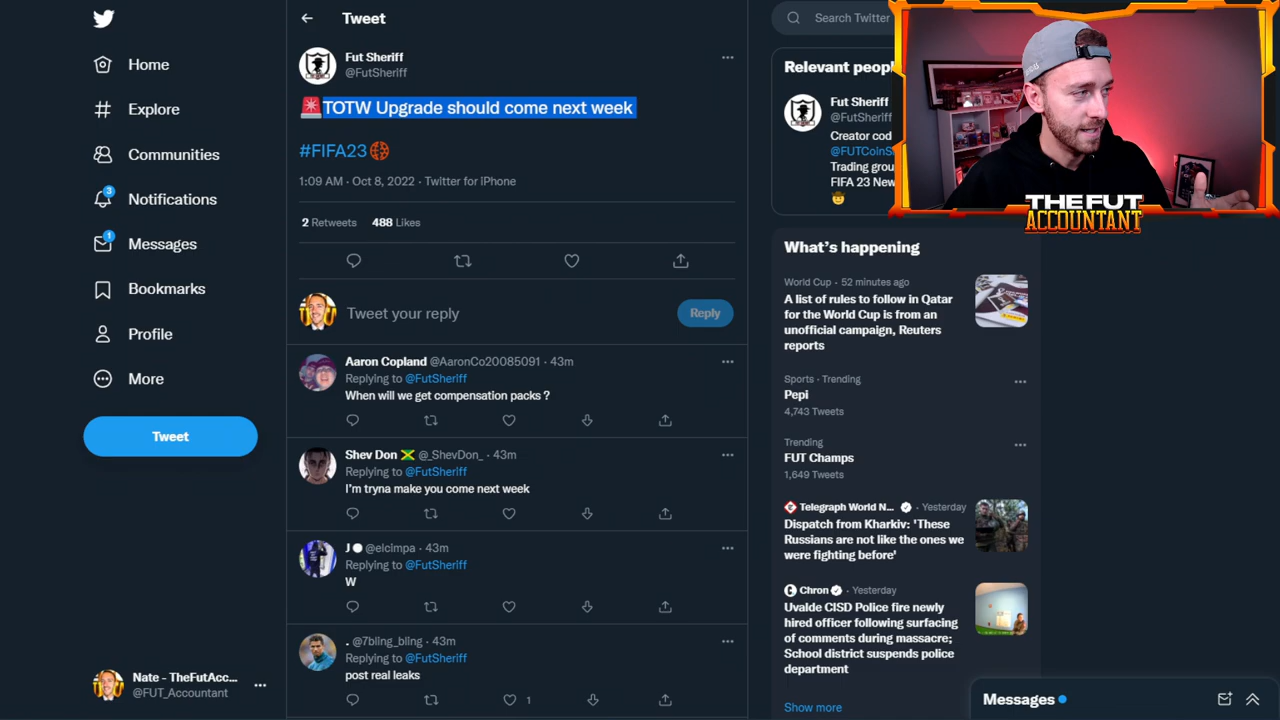 Home
Explore
Communities
3
Notifications
1
Messages
Bookmarks
Profile
More
Tweet
Nate - TheFutAcc...
@FUT_Accountant
Tweet
Fut Sheriff
@FutSheriff
🚨TOTW Upgrade should come next week
#FIFA23
1:09 AM · Oct 8, 2022 · Twitter for iPhone
2 Retweets 488 Likes
Tweet your reply
Reply
Aaron Copland @AaronCo20085091 · 43m
Replying to @FutSheriff
When will we get compensation packs ?
Shev Don 🇯🇲 @_ShevDon_ · 43m
Replying to @FutSheriff
I'm tryna make you come next week
J @elcimpa · 43m
Replying to @FutSheriff
W
. @7bling_bling · 43m
Replying to @FutSheriff
post real leaks
1
Search Twitter
Relevant peopl
Fut Sheriff
@FutSheriff
Creator cod
@FUTCoinS
Trading grou
FIFA 23 New
THE FUT
ACCOUNTANT
What's happening
World Cup · 52 minutes ago
A list of rules to follow in Qatar
for the World Cup is from an
unofficial campaign, Reuters
reports
Sports · Trending
Pepi
4,743 Tweets
Trending
FUT Champs
1,649 Tweets
Telegraph World N... · Yesterday
Dispatch from Kharkiv: 'These
Russians are not like the ones we
were fighting before'
Chron · Yesterday
Uvalde CISD Police fire newly
hired officer following surfacing
of comments during massacre;
School district suspends police
department
Show more
Messages